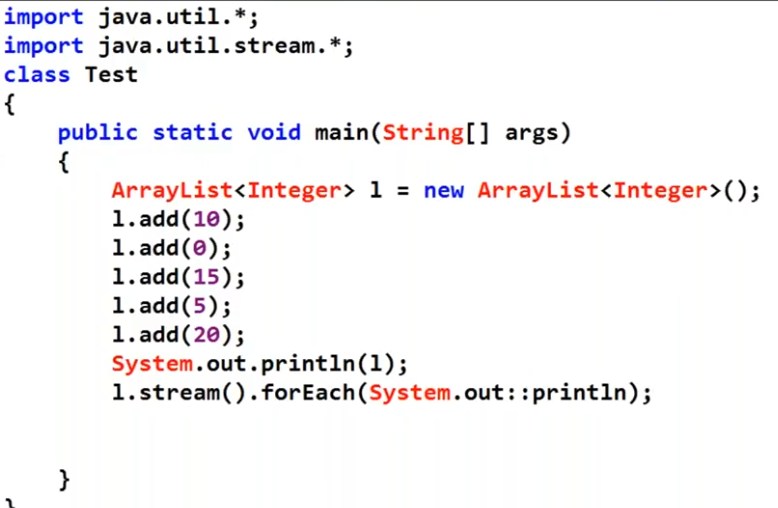 import java.util.*;
import java.util.stream.*;
class Test
{
    public static void main(String[] args)
    {
        ArrayList<Integer> l = new ArrayList<Integer>();
        l.add(10);
        l.add(0);
        l.add(15);
        l.add(5);
        l.add(20);
        System.out.println(l);
        l.stream().forEach(System.out::println);
    }
}